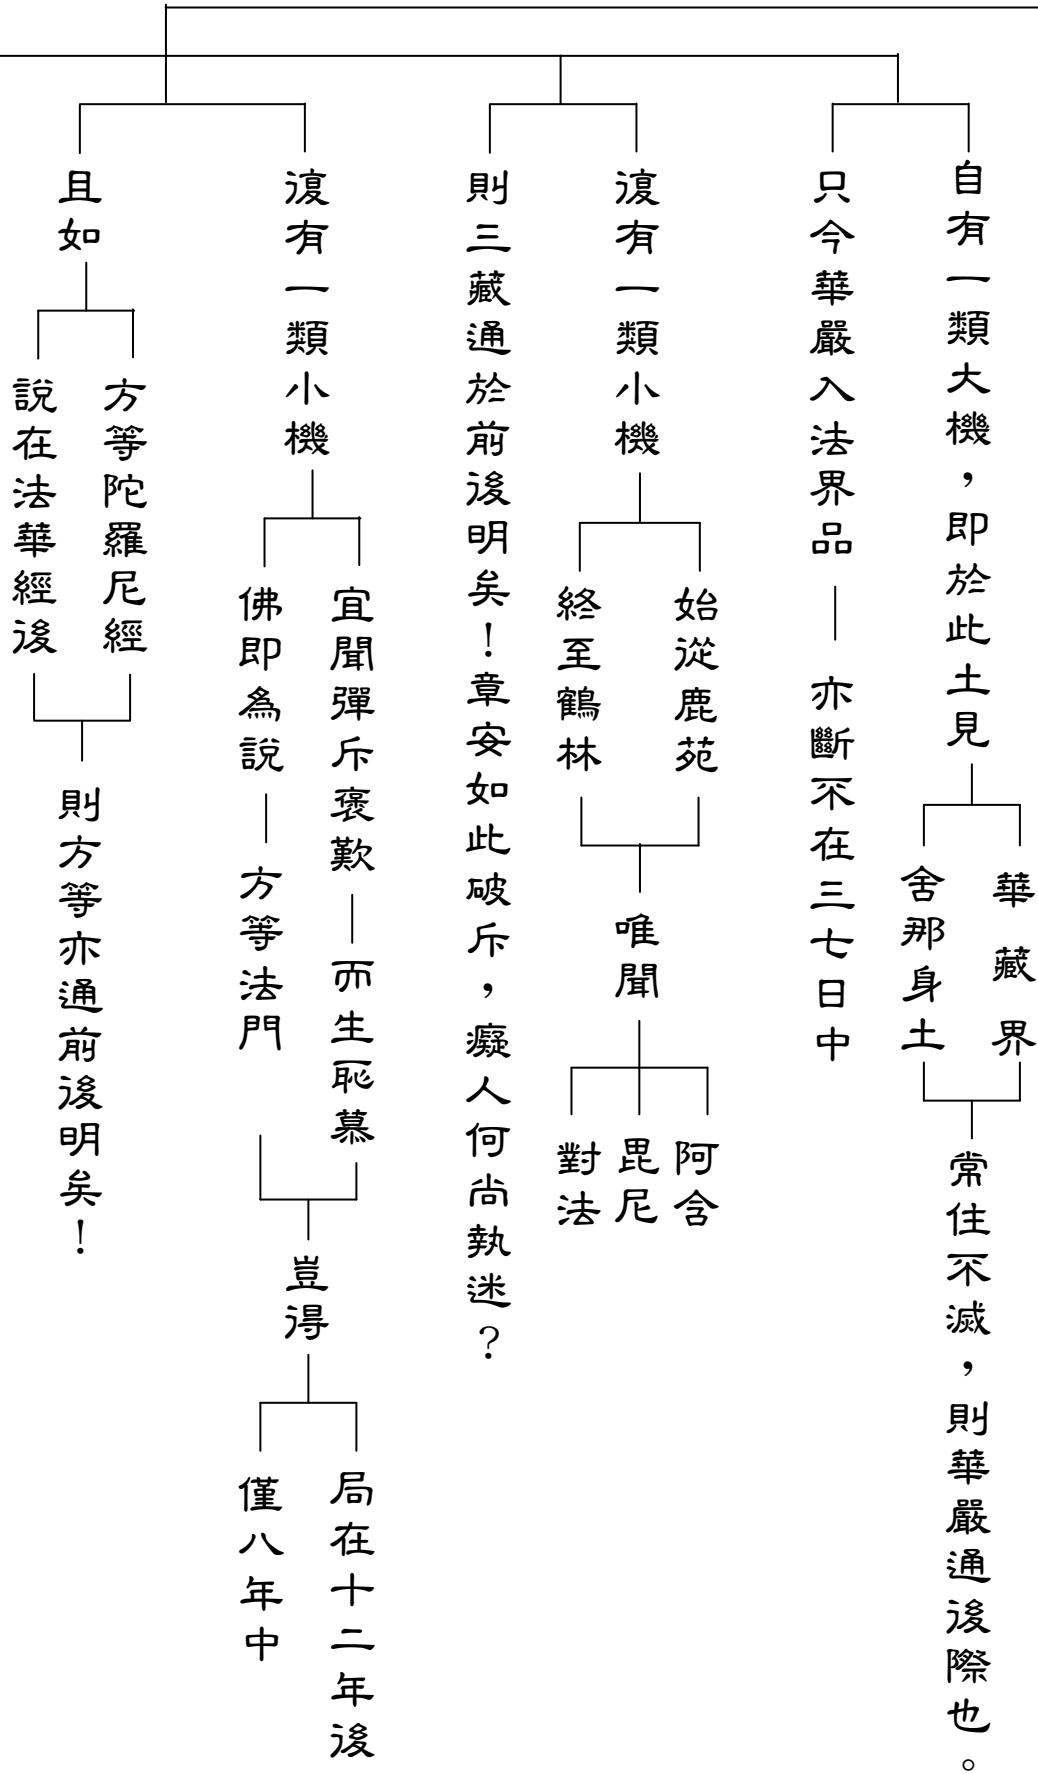 自有一類大機，即於此土見
華藏界
舍那身土
常住不滅，則華嚴通後際也。
只今華嚴入法界品
亦斷不在三七日中
復有一類小機
始從鹿苑
終至鶴林
唯聞
阿含
毘尼
對法
則三藏通於前後明矣！章安如此破斥，癡人何尚執迷？
復有一類小機
宜聞彈斥褒歎
而生恥慕
佛即為說
方等法門
豈得
局在十二年後
僅八年中
且如
方等陀羅尼經
說在法華經後
則方等亦通前後明矣！